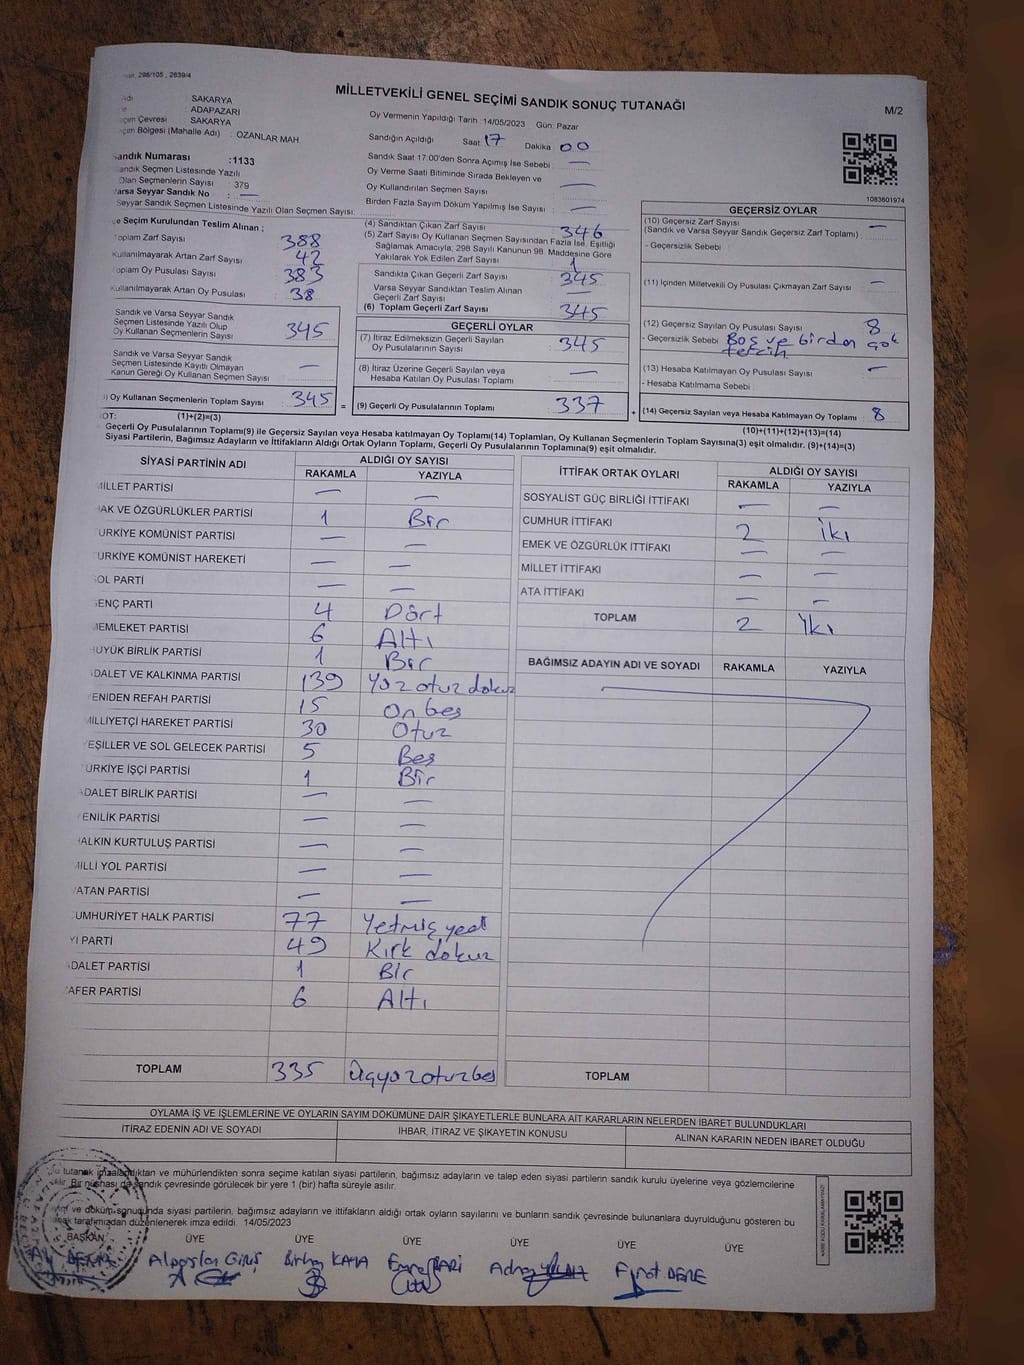 298/105 , 2639/4
MİLLETVEKİLİ GENEL SEÇİMİ SANDIK SONUÇ TUTANAĞI
M/2
SAKARYA
ADAPAZARI
SAKARYA
Seçim Bölgesi (Mahalle Adı) : OZANLAR MAH
Oy Vermenin Yapıldığı Tarih :14/05/2023 Gün: Pazar
Sandığın Açıldığı Saat 17 Dakika 00
Sandık Saat 17:00'den Sonra Açılmış İse Sebebi —
Oy Verme Saati Bitiminde Sırada Bekleyen ve
Oy Kullandırılan Seçmen Sayısı —
Birden Fazla Sayım Döküm Yapılmış İse Sayısı —
Sandık Numarası :1133
Sandık Seçmen Listesinde Yazılı
Olan Seçmenlerin Sayısı : 379
Varsa Seyyar Sandık No : —
Seyyar Sandık Seçmen Listesinde Yazılı Olan Seçmen Sayısı:
İlçe Seçim Kurulundan Teslim Alınan ;
Toplam Zarf Sayısı 388
Kullanılmayarak Artan Zarf Sayısı 42
Toplam Oy Pusulası Sayısı 383
Kullanılmayarak Artan Oy Pusulası 38
Sandık ve Varsa Seyyar Sandık
Seçmen Listesinde Yazılı Olup
Oy Kullanan Seçmenlerin Sayısı 345
Sandık ve Varsa Seyyar Sandık
Seçmen Listesinde Kayıtlı Olmayan
Kanun Gereği Oy Kullanan Seçmen Sayısı —
) Oy Kullanan Seçmenlerin Toplam Sayısı : 345
(1)+(2)=(3)
(4) Sandıktan Çıkan Zarf Sayısı 346
(5) Zarf Sayısı Oy Kullanan Seçmen Sayısından Fazla İse, Eşitliği
Sağlamak Amacıyla, 298 Sayılı Kanunun 98. Maddesine Göre
Yakılarak Yok Edilen Zarf Sayısı 1
Sandıkta Çıkan Geçerli Zarf Sayısı 345
Varsa Seyyar Sandıktan Teslim Alınan
Geçerli Zarf Sayısı
(6) Toplam Geçerli Zarf Sayısı 345
GEÇERLİ OYLAR
(7) İtiraz Edilmeksizin Geçerli Sayılan
Oy Pusulalarının Sayısı 345
(8) İtiraz Üzerine Geçerli Sayılan veya
Hesaba Katılan Oy Pusulası Toplamı —
= (9) Geçerli Oy Pusulalarının Toplamı 337
1083601974
GEÇERSİZ OYLAR
(10) Geçersiz Zarf Sayısı —
(Sandık ve Varsa Seyyar Sandık Geçersiz Zarf Toplamı)
- Geçersizlik Sebebi :
(11) İçinden Milletvekili Oy Pusulası Çıkmayan Zarf Sayısı —
(12) Geçersiz Sayılan Oy Pusulası Sayısı 8
- Geçersizlik Sebebi Boş ve birden çok
tercih
(13) Hesaba Katılmayan Oy Pusulası Sayısı —
- Hesaba Katılmama Sebebi :
+ (14) Geçersiz Sayılan veya Hesaba Katılmayan Oy Toplamı 8
(10)+(11)+(12)+(13)=(14)
NOT:
Geçerli Oy Pusulalarının Toplamı(9) ile Geçersiz Sayılan veya Hesaba katılmayan Oy Toplamı(14) Toplamları, Oy Kullanan Seçmenlerin Toplam Sayısına(3) eşit olmalıdır. (9)+(14)=(3)
Siyasi Partilerin, Bağımsız Adayların ve İttifakların Aldığı Ortak Oyların Toplamı, Geçerli Oy Pusulalarının Toplamına(9) eşit olmalıdır.
SİYASİ PARTİNİN ADI ALDIĞI OY SAYISI
RAKAMLA YAZIYLA
MİLLET PARTİSİ — —
HAK VE ÖZGÜRLÜKLER PARTİSİ 1 Bir
TÜRKİYE KOMÜNİST PARTİSİ — —
TÜRKİYE KOMÜNİST HAREKETİ — —
SOL PARTİ — —
GENÇ PARTİ 4 Dört
MEMLEKET PARTİSİ 6 Altı
BÜYÜK BİRLİK PARTİSİ 1 Bir
ADALET VE KALKINMA PARTİSİ 139 Yüz otuz dokuz
YENİDEN REFAH PARTİSİ 15 On beş
MİLLİYETÇİ HAREKET PARTİSİ 30 Otuz
YEŞİLLER VE SOL GELECEK PARTİSİ 5 Beş
TÜRKİYE İŞÇİ PARTİSİ 1 Bir
ADALET BİRLİK PARTİSİ — —
YENİLİK PARTİSİ — —
HALKIN KURTULUŞ PARTİSİ — —
MİLLİ YOL PARTİSİ — —
VATAN PARTİSİ — —
CUMHURİYET HALK PARTİSİ 77 Yetmiş yedi
İYİ PARTİ 49 Kırk dokuz
ADALET PARTİSİ 1 Bir
ZAFER PARTİSİ 6 Altı
TOPLAM 335 Üçyüzotuzbeş
İTTİFAK ORTAK OYLARI ALDIĞI OY SAYISI
RAKAMLA YAZIYLA
SOSYALİST GÜÇ BİRLİĞİ İTTİFAKI — —
CUMHUR İTTİFAKI 2 İki
EMEK VE ÖZGÜRLÜK İTTİFAKI — —
MİLLET İTTİFAKI — —
ATA İTTİFAKI — —
TOPLAM 2 İki
BAĞIMSIZ ADAYIN ADI VE SOYADI RAKAMLA YAZIYLA
TOPLAM
OYLAMA İŞ VE İŞLEMLERİNE VE OYLARIN SAYIM DÖKÜMÜNE DAİR ŞİKAYETLERLE BUNLARA AİT KARARLARIN NELERDEN İBARET BULUNDUKLARI
İTİRAZ EDENİN ADI VE SOYADI İHBAR, İTİRAZ VE ŞİKAYETİN KONUSU ALINAN KARARIN NEDEN İBARET OLDUĞU
tutanak imzalandıktan ve mühürlendikten sonra seçime katılan siyasi partilerin, bağımsız adayların ve talep eden siyasi partilerin sandık kurulu üyelerine veya gözlemcilerine
Bir nüshası da sandık çevresinde görülecek bir yere 1 (bir) hafta süreyle asılır.
ve döküm sonucunda siyasi partilerin, bağımsız adayların ve ittifakların aldığı ortak oyların sayılarını ve bunların sandık çevresinde bulunanlara duyrulduğunu gösteren bu
tarafımızdan düzenlenerek imza edildi. 14/05/2023
BAŞKAN ÜYE ÜYE ÜYE ÜYE ÜYE ÜYE
Alparslan GİRİŞ KAYA Emre SARI Adnan Fırat DERE
KARE KODU KARALAMAYINIZ!